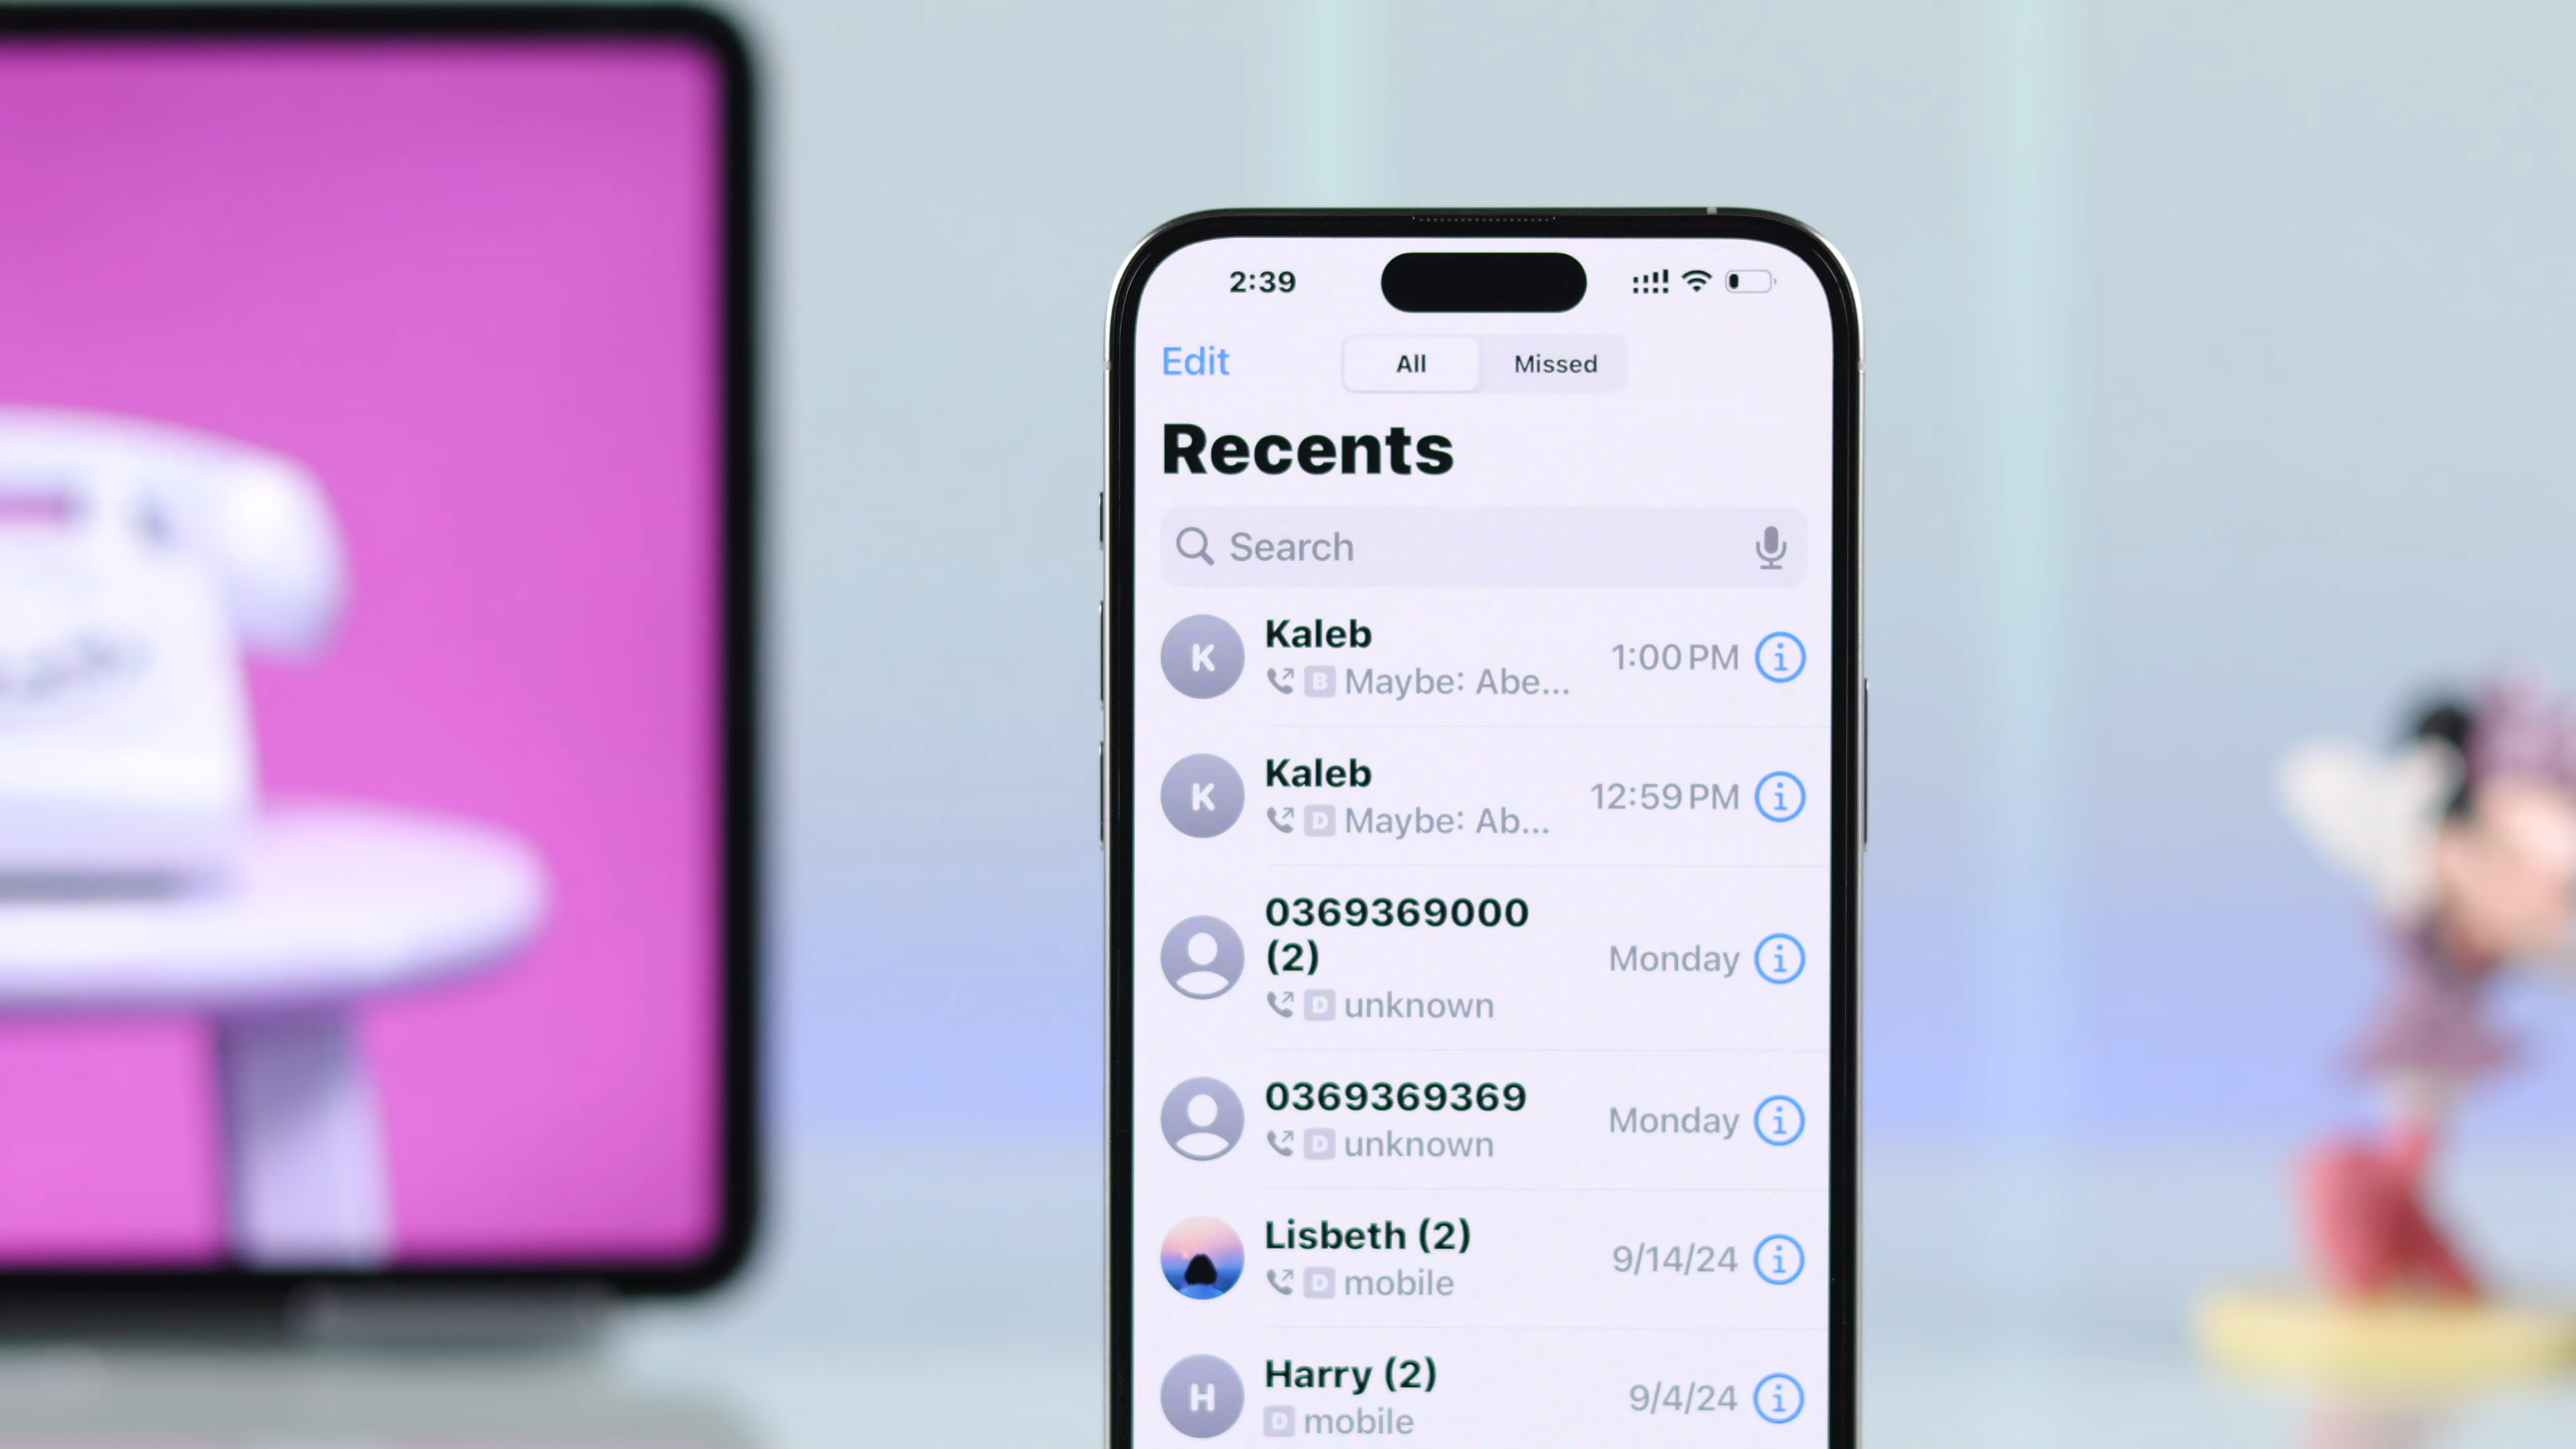 2:39
Edit
All
Missed
Recents
Search
K
Kaleb
B Maybe: Abe...
1:00 PM
K
Kaleb
D Maybe: Ab...
12:59 PM
0369369000
(2)
D unknown
Monday
0369369369
D unknown
Monday
Lisbeth (2)
D mobile
9/14/24
H
Harry (2)
D mobile
9/4/24